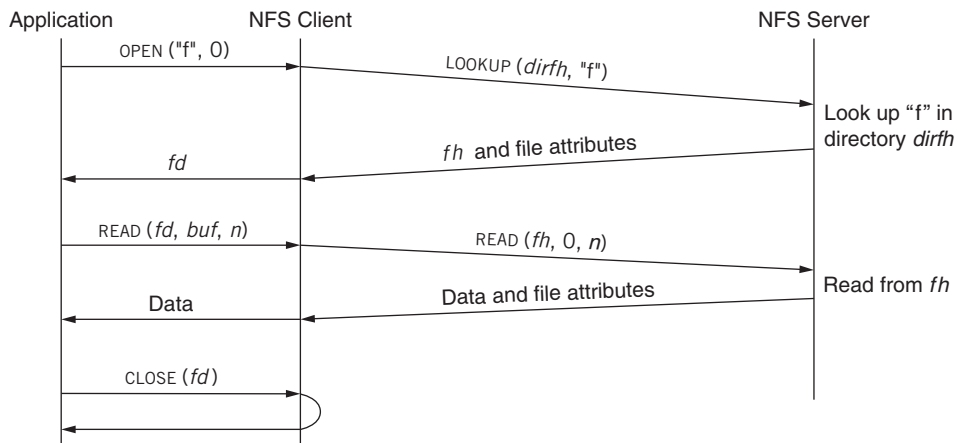 Application NFS Client NFS Server
OPEN ("f", 0)
LOOKUP (dirfh, "f")
Look up “f” in
directory dirfh
fh and file attributes
fd
READ (fd, buf, n)
READ (fh, 0, n)
Read from fh
Data and file attributes
Data
CLOSE (fd)